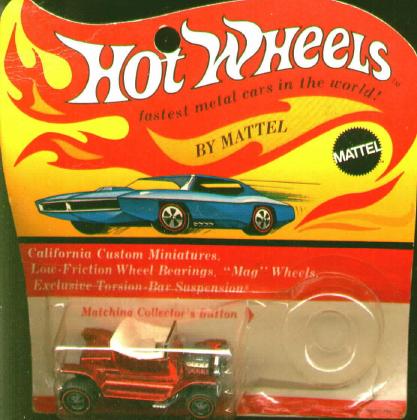 HOT WHEELS
fastest metal cars in the world!
BY MATTEL
MATTEL
California Custom Miniatures.
Low-Friction Wheel Bearings, "Mag" Wheels,
Exclusive Torsion-Bar Suspension!
Matching Collector's Button